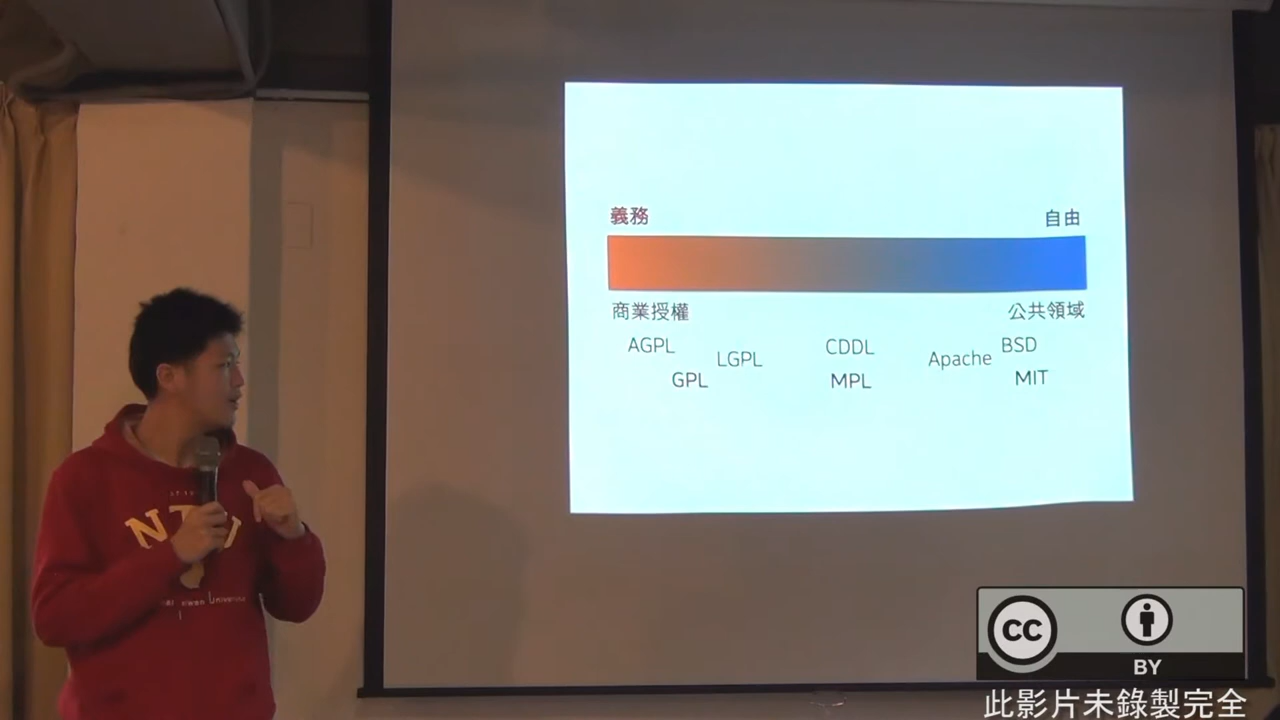 義務
自由
商業授權
公共領域
AGPL
LGPL
GPL
CDDL
MPL
Apache
BSD
MIT
CC
BY
此影片未錄製完全